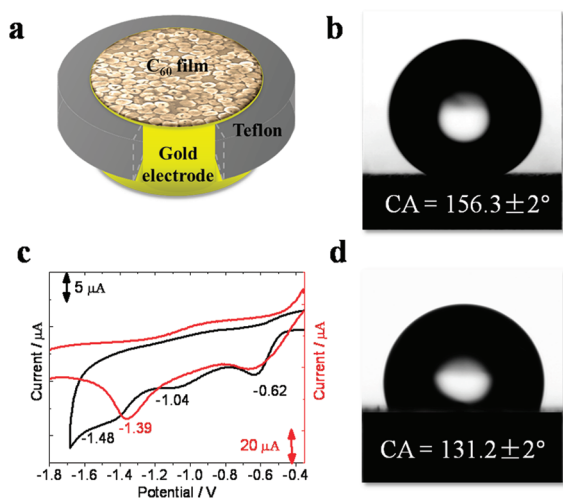 a
C60 film
Teflon
Gold
electrode
b
CA = 156.3±2°
c
5 µA
Current / µA
-1.48
-1.39
-1.04
-0.62
20 µA
Current / µA
-1.8 -1.6 -1.4 -1.2 -1.0 -0.8 -0.6 -0.4
Potential / V
d
CA = 131.2±2°